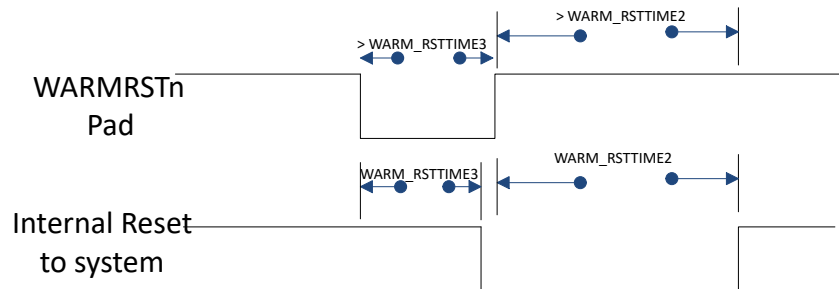 > WARM_RSTTIME2
> WARM_RSTTIME3
WARMRSTn
Pad
WARM_RSTTIME3
WARM_RSTTIME2
Internal Reset
to system